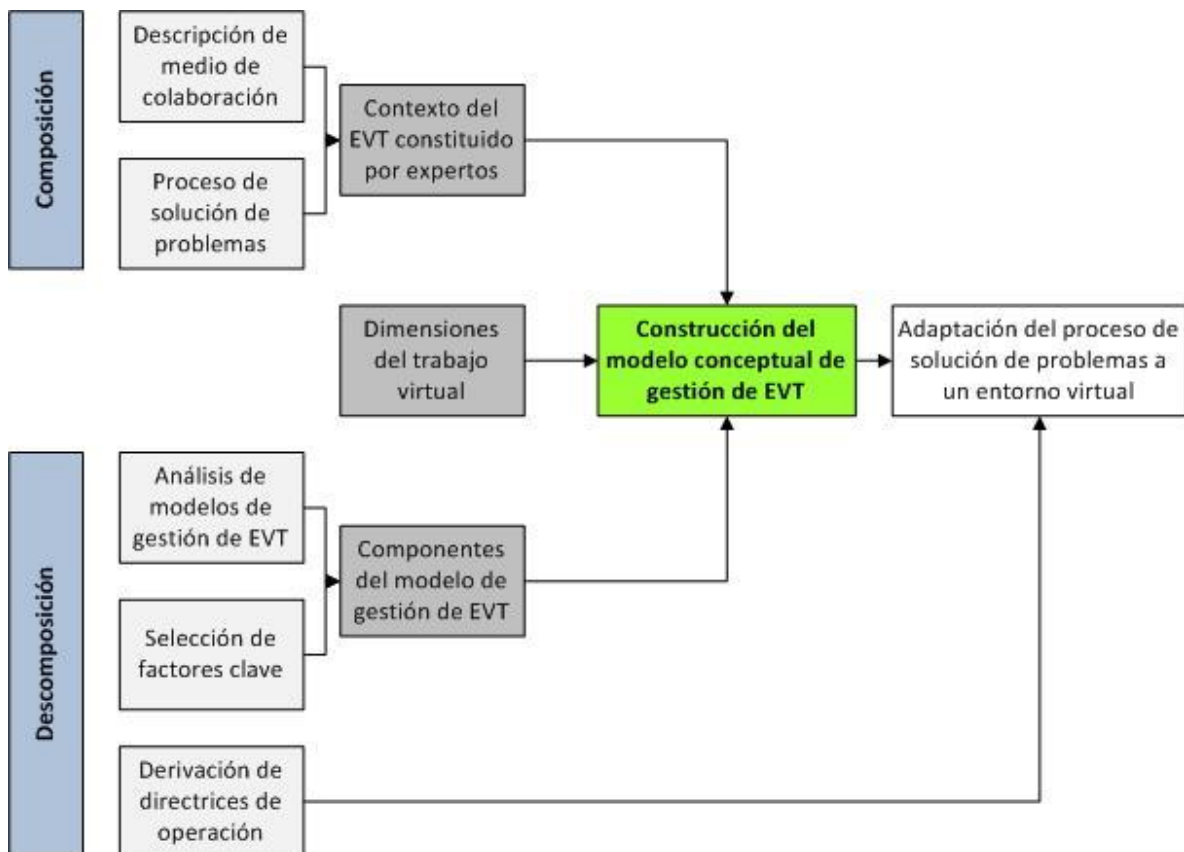 Composición
Descripción de
medio de
colaboración
Proceso de
solución de
problemas
Contexto del
EVT constituido
por expertos
Dimensiones
del trabajo
virtual
Construcción del
modelo conceptual de
gestión de EVT
Adaptación del proceso de
solución de problemas a
un entorno virtual
Descomposición
Análisis de
modelos de
gestión de EVT
Selección de
factores clave
Componentes
del modelo de
gestión de EVT
Derivación de
directrices de
operación